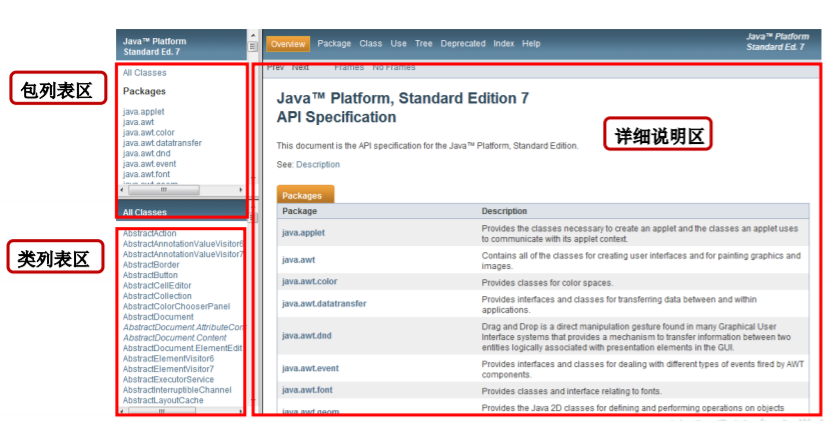 Java™ Platform
Standard Ed. 7
All Classes
Packages
java.applet
java.awt
java.awt.color
java.awt.datatransfer
java.awt.dnd
java.awt.event
java.awt.font
java.awt.geom
包列表区
All Classes
AbstractAction
AbstractAnnotationValueVisitor6
AbstractAnnotationValueVisitor7
AbstractBorder
AbstractButton
AbstractCellEditor
AbstractCollection
AbstractColorChooserPanel
AbstractDocument
AbstractDocument.AttributeCon
AbstractDocument.Content
AbstractDocument.ElementEdit
AbstractElementVisitor6
AbstractElementVisitor7
AbstractExecutorService
AbstractInterruptibleChannel
AbstractLayoutCache
类列表区
Overview Package Class Use Tree Deprecated Index Help
Java™ Platform
Standard Ed. 7
Prev Next Frames No Frames
Java™ Platform, Standard Edition 7
API Specification
详细说明区
This document is the API specification for the Java™ Platform, Standard Edition.
See: Description
Packages
Package Description
java.applet Provides the classes necessary to create an applet and the classes an applet uses
to communicate with its applet context.
java.awt Contains all of the classes for creating user interfaces and for painting graphics and
images.
java.awt.color Provides classes for color spaces.
java.awt.datatransfer Provides interfaces and classes for transferring data between and within
applications.
java.awt.dnd Drag and Drop is a direct manipulation gesture found in many Graphical User
Interface systems that provides a mechanism to transfer information between two
entities logically associated with presentation elements in the GUI.
java.awt.event Provides interfaces and classes for dealing with different types of events fired by AWT
components.
java.awt.font Provides classes and interface relating to fonts.
java.awt.geom Provides the Java 2D classes for defining and performing operations on objects